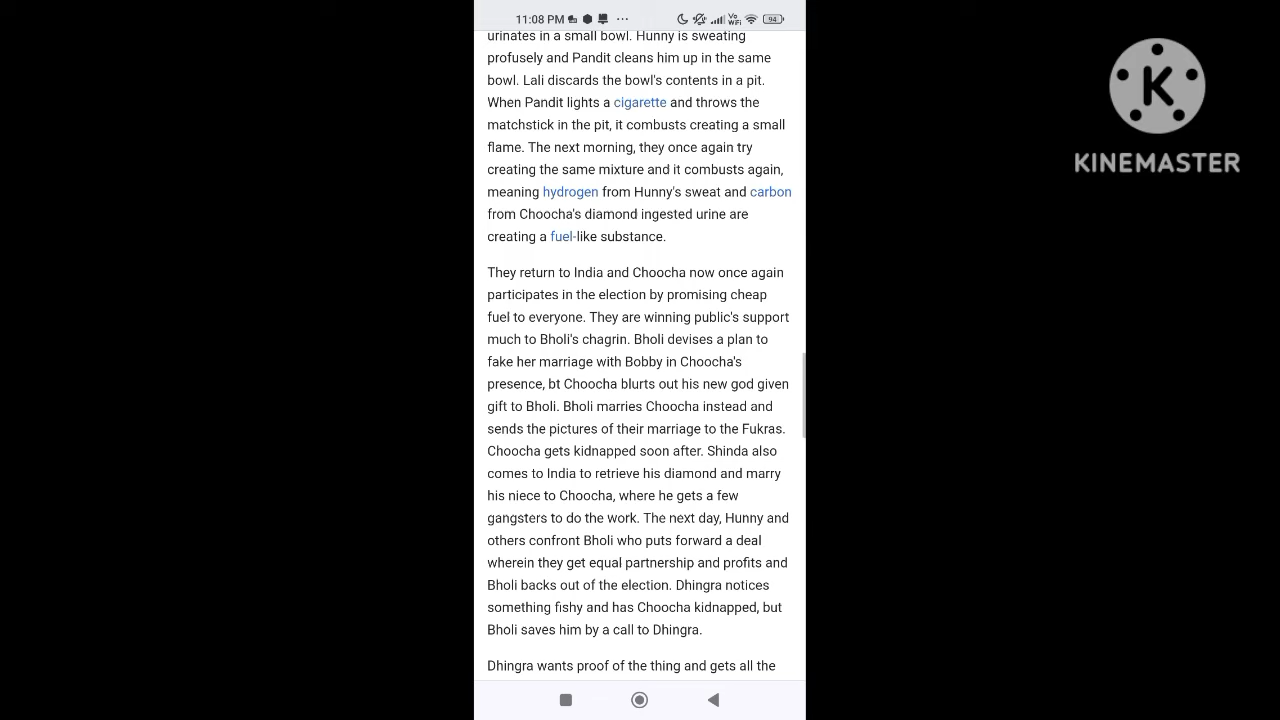 11:08 PM ... Vo WiFi 94
urinates in a small bowl. Hunny is sweating
profusely and Pandit cleans him up in the same
bowl. Lali discards the bowl's contents in a pit.
When Pandit lights a cigarette and throws the
matchstick in the pit, it combusts creating a small
flame. The next morning, they once again try
creating the same mixture and it combusts again,
meaning hydrogen from Hunny's sweat and carbon
from Choocha's diamond ingested urine are
creating a fuel-like substance.
They return to India and Choocha now once again
participates in the election by promising cheap
fuel to everyone. They are winning public's support
much to Bholi's chagrin. Bholi devises a plan to
fake her marriage with Bobby in Choocha's
presence, bt Choocha blurts out his new god given
gift to Bholi. Bholi marries Choocha instead and
sends the pictures of their marriage to the Fukras.
Choocha gets kidnapped soon after. Shinda also
comes to India to retrieve his diamond and marry
his niece to Choocha, where he gets a few
gangsters to do the work. The next day, Hunny and
others confront Bholi who puts forward a deal
wherein they get equal partnership and profits and
Bholi backs out of the election. Dhingra notices
something fishy and has Choocha kidnapped, but
Bholi saves him by a call to Dhingra.
Dhingra wants proof of the thing and gets all the
K
KINEMASTER